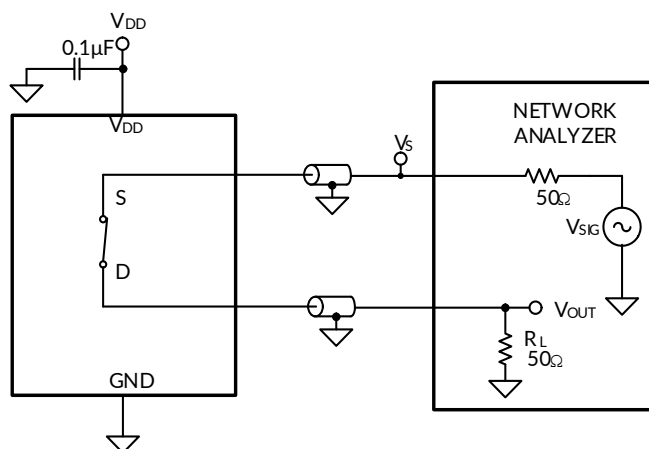 VDD
0.1µF
VDD
NETWORK
ANALYZER
VS
50Ω
S
VSIG
D
VOUT
RL
50Ω
GND